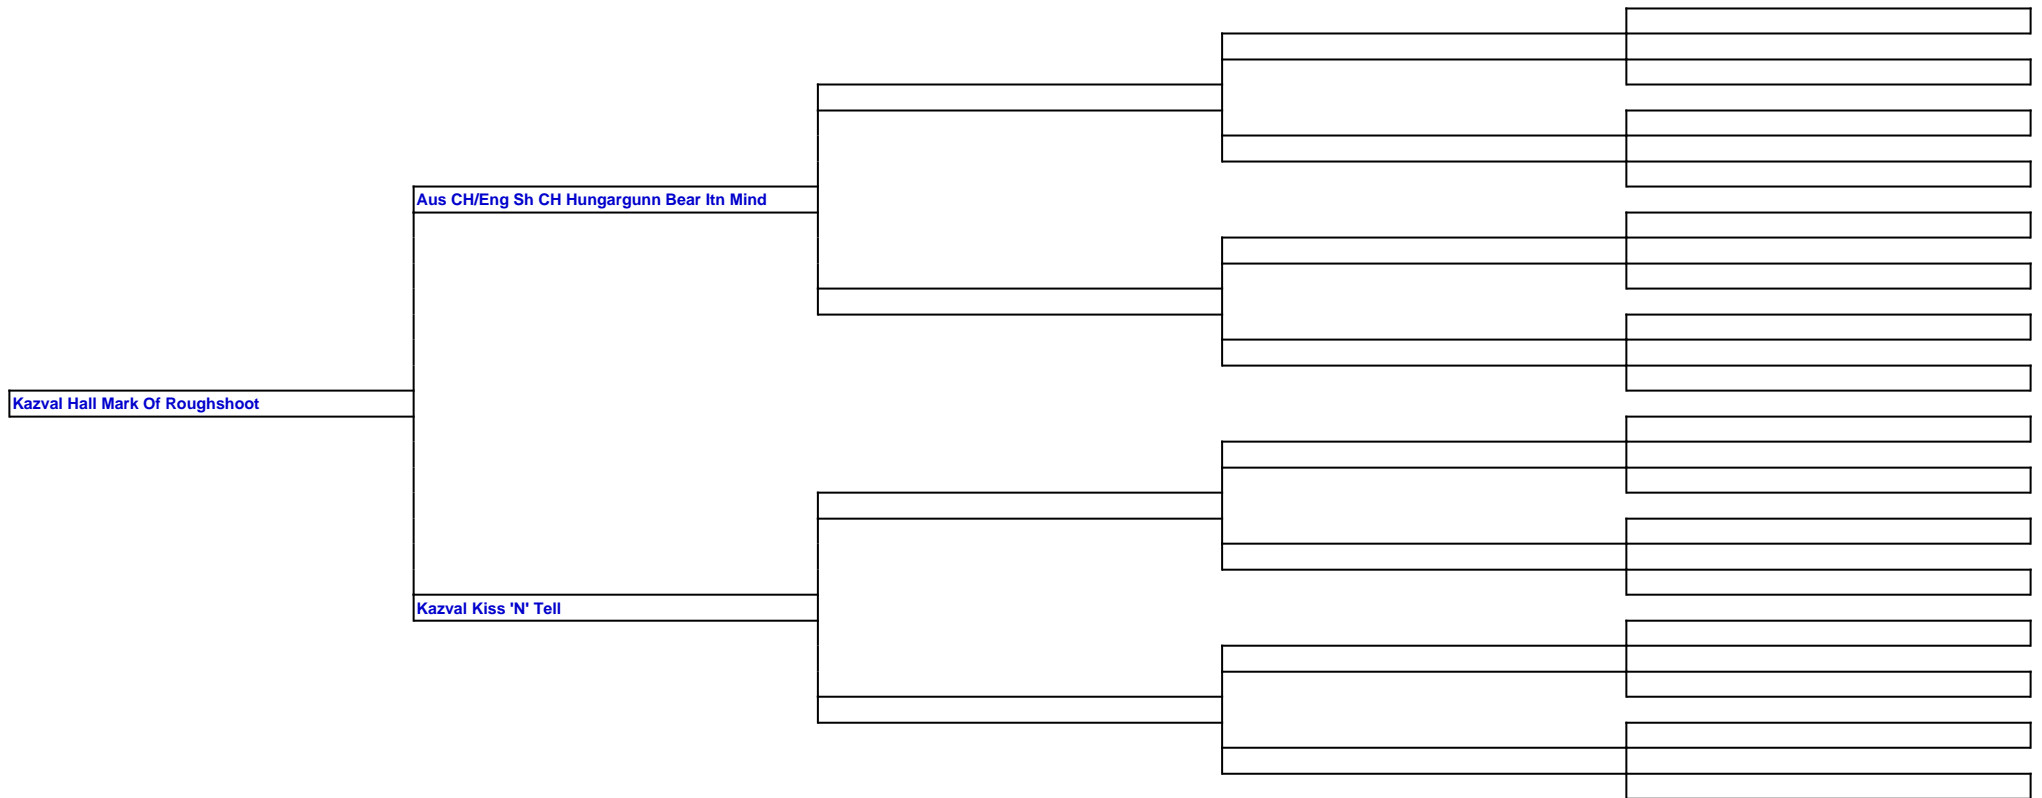 Aus CH/Eng Sh CH Hungargunn Bear Itn Mind
Kazval Hall Mark Of Roughshoot
Kazval Kiss 'N' Tell